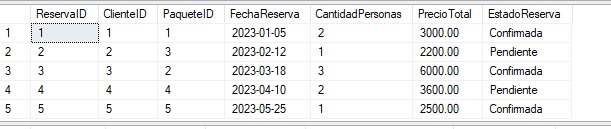 ReservaID ClienteID PaqueteID FechaReserva CantidadPersonas PrecioTotal EstadoReserva
1 1 1 1 2023-01-05 2 3000.00 Confirmada
2 2 2 3 2023-02-12 1 2200.00 Pendiente
3 3 3 2 2023-03-18 3 6000.00 Confirmada
4 4 4 4 2023-04-10 2 3600.00 Pendiente
5 5 5 5 2023-05-25 1 2500.00 Confirmada